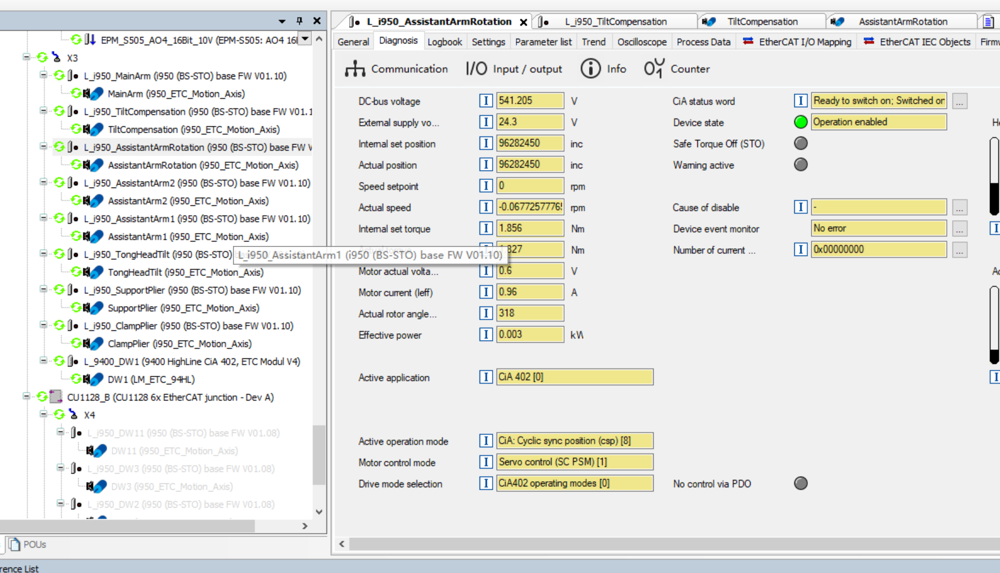 L_i950_AssistantArmRotation
L_i950_TiltCompensation
TiltCompensation
AssistantArmRotation
General
Diagnosis
Logbook
Settings
Parameter list
Trend
Oscilloscope
Process Data
EtherCAT I/O Mapping
EtherCAT IEC Objects
Firmw
Communication
I/O Input / output
Info
Counter
EPM_S505_AO4_16Bit_10V (EPM-S505: AO4 16
X3
L_i950_MainArm (i950 (BS-STO) base FW V01.10)
MainArm (i950_ETC_Motion_Axis)
L_i950_TiltCompensation (i950 (BS-STO) base FW V01.1
TiltCompensation (i950_ETC_Motion_Axis)
L_i950_AssistantArmRotation (i950 (BS-STO) base FW V
AssistantArmRotation (i950_ETC_Motion_Axis)
L_i950_AssistantArm2 (i950 (BS-STO) base FW V01.10)
AssistantArm2 (i950_ETC_Motion_Axis)
L_i950_AssistantArm1 (i950 (BS-STO) base FW V01.10)
AssistantArm1 (i950_ETC_Motion_Axis)
L_i950_TongHeadTilt (i950 (BS-STO)
L_i950_AssistantArm1 (i950 (BS-STO) base FW V01.10)
TongHeadTilt (i950_ETC_Motion_Axis)
L_i950_SupportPlier (i950 (BS-STO) base FW V01.10)
SupportPlier (i950_ETC_Motion_Axis)
L_i950_ClampPlier (i950 (BS-STO) base FW V01.10)
ClampPlier (i950_ETC_Motion_Axis)
L_9400_DW1 (9400 HighLine CiA 402, ETC Modul V4)
DW1 (LM_ETC_94HL)
CU1128_B (CU1128 6x EtherCAT junction - Dev A)
X4
L_i950_DW11 (i950 (BS-STO) base FW V01.08)
DW11 (i950_ETC_Motion_Axis)
L_i950_DW3 (i950 (BS-STO) base FW V01.08)
DW3 (i950_ETC_Motion_Axis)
L_i950_DW2 (i950 (BS-STO) base FW V01.08)
POUs
rence List
DC-bus voltage I 541.205 V
External supply vo... I 24.3 V
Internal set position I 96282450 inc
Actual position I 96282450 inc
Speed setpoint I 0 rpm
Actual speed I -0.0677257776 rpm
Internal set torque I 1.856 Nm
827 Nm
Motor actual volta... I 0.6 V
Motor current (Ieff) I 0.96 A
Actual rotor angle... I 318
Effective power I 0.003 kW
Active application I CiA 402 [0]
Active operation mode I CiA: Cyclic sync position (csp) [8]
Motor control mode I Servo control (SC PSM) [1]
Drive mode selection I CiA402 operating modes [0]
CiA status word I Ready to switch on; Switched on ...
Device state Operation enabled
Safe Torque Off (STO)
Warning active
Cause of disable I - ...
Device event monitor No error ...
Number of current ... I 0x00000000 ...
No control via PDO
He
I
Ac
I